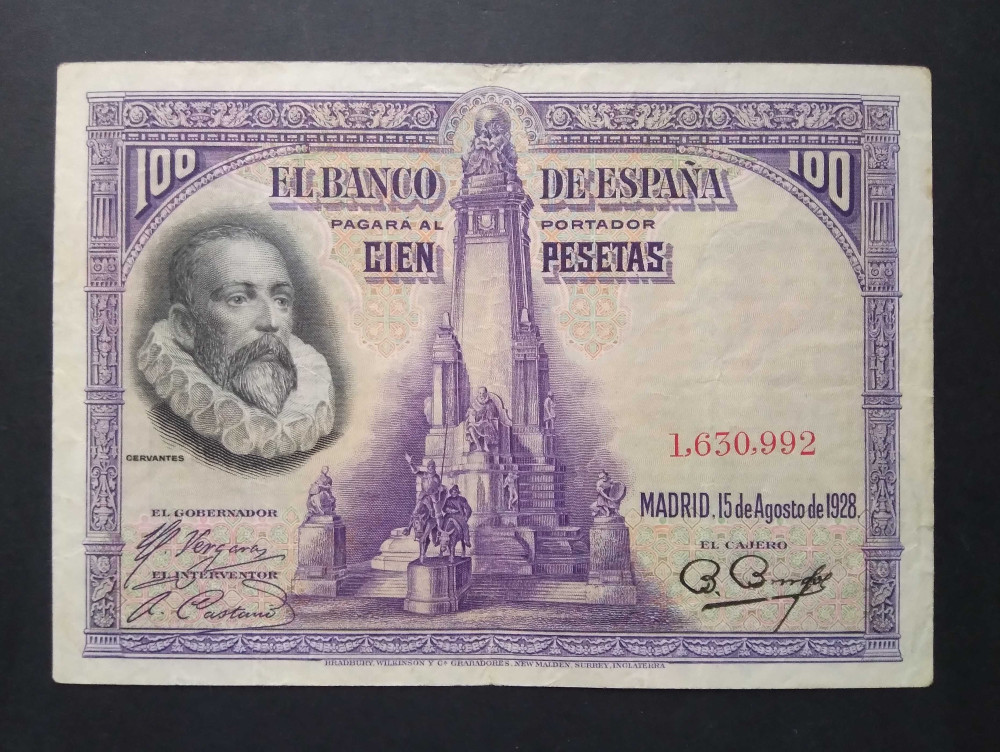 100 100
EL BANCO DE ESPAÑA
PAGARA AL PORTADOR
CIEN PESETAS
1,630,992
CERVANTES
MADRID, 15 de Agosto de 1928.
EL GOBERNADOR
EL CAJERO
EL INTERVENTOR
BRADBURY, WILKINSON Y Cª GRABADORES, NEW MALDEN, SURREY, INGLATERRA